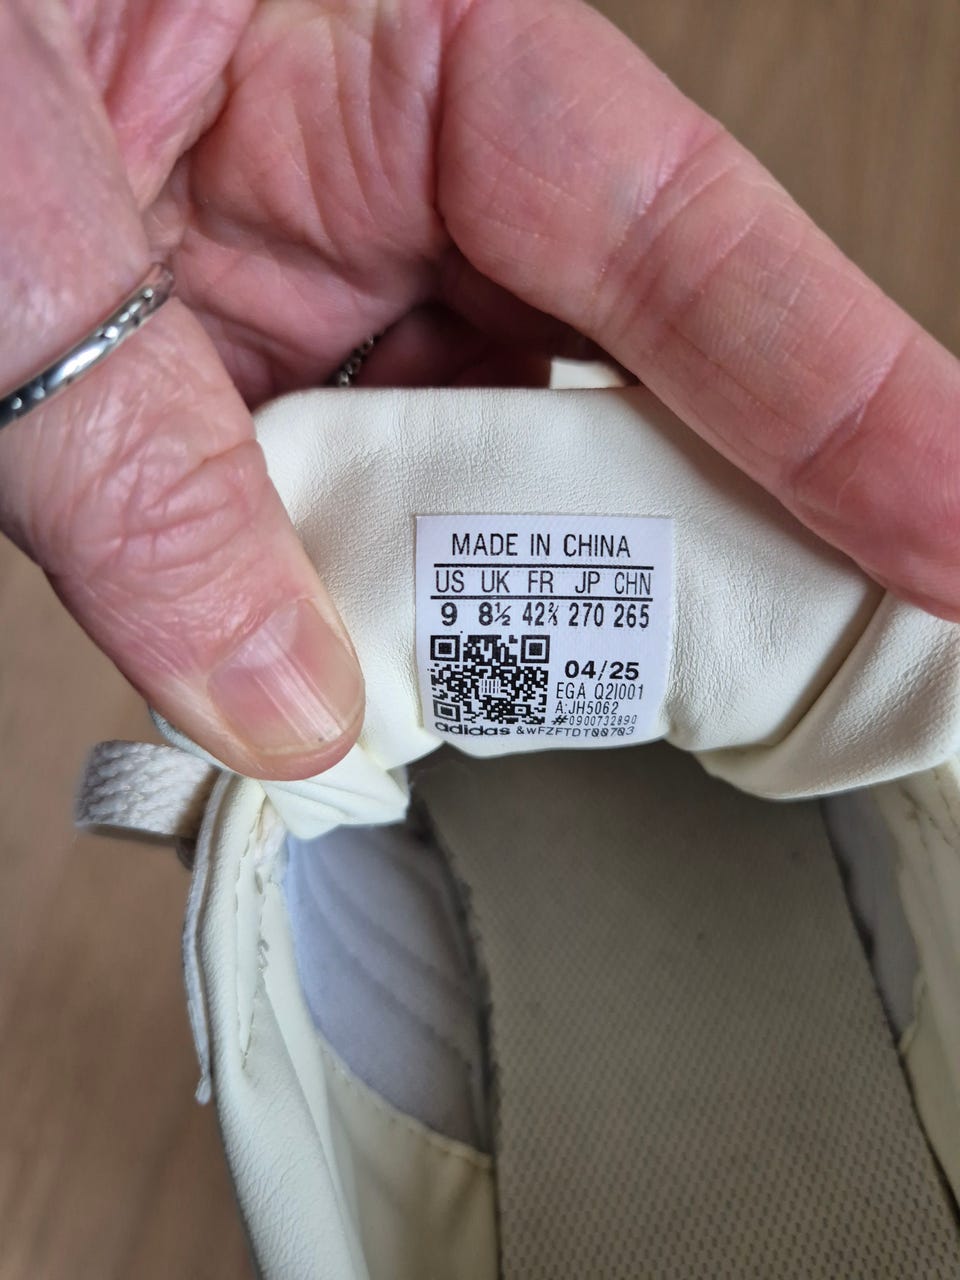 MADE IN CHINA
US UK FR JP CHN
9 8½ 42⅔ 270 265
04/25
EGA Q2I001
A:JH5062
#0900732890
adidas &WFZFTDT00703